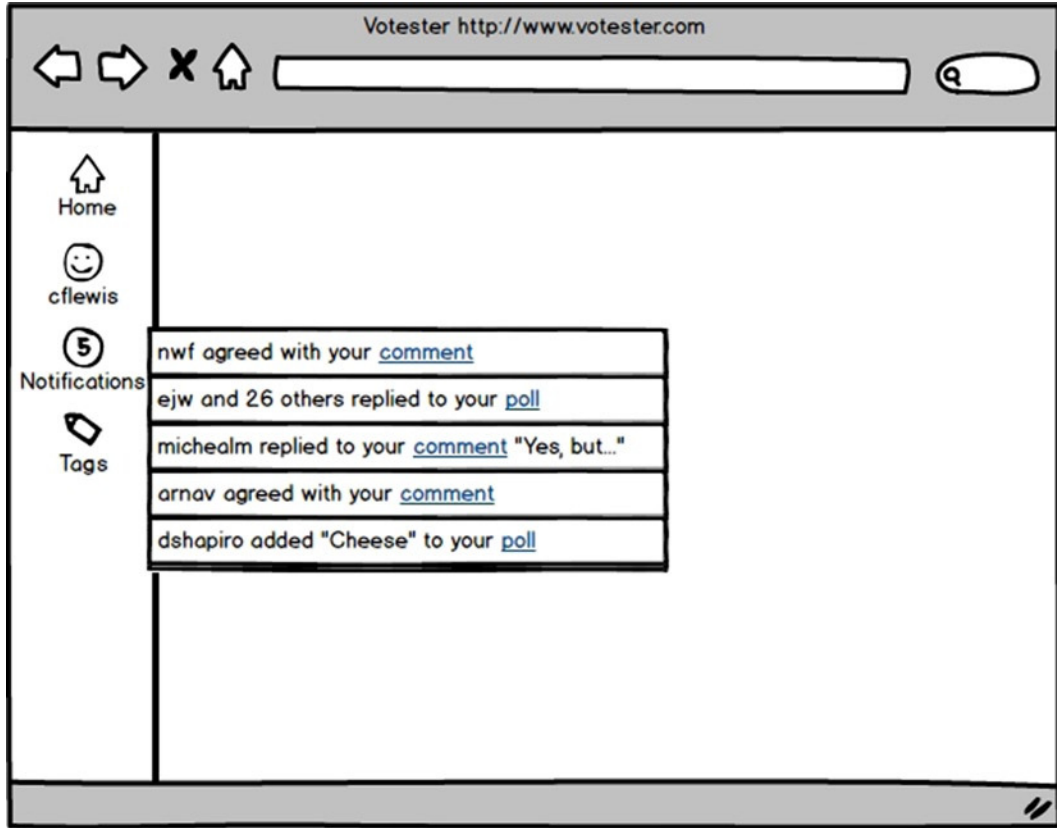 Votester http://www.votester.com
Home
cflewis
5
Notifications
Tags
nwf agreed with your comment
ejw and 26 others replied to your poll
michealm replied to your comment "Yes, but..."
arnav agreed with your comment
dshapiro added "Cheese" to your poll